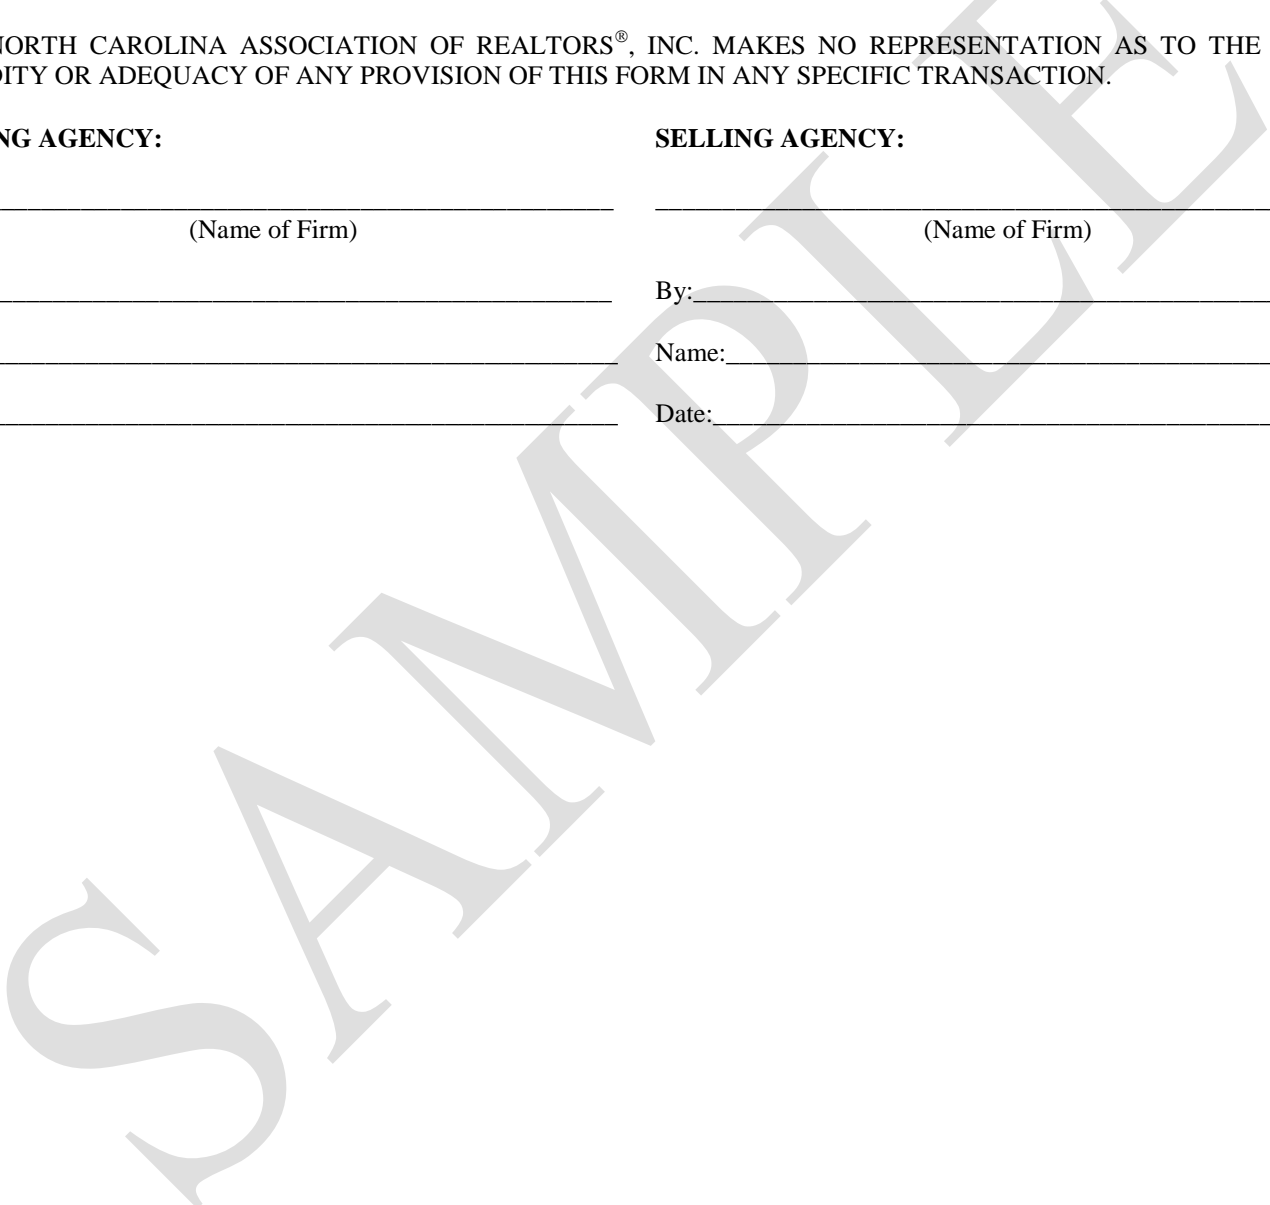 NORTH CAROLINA ASSOCIATION OF REALTORS®, INC. MAKES NO REPRESENTATION AS TO THE
DITY OR ADEQUACY OF ANY PROVISION OF THIS FORM IN ANY SPECIFIC TRANSACTION.
NG AGENCY: SELLING AGENCY:
(Name of Firm) (Name of Firm)
By:
Name:
Date:
SAMPLE